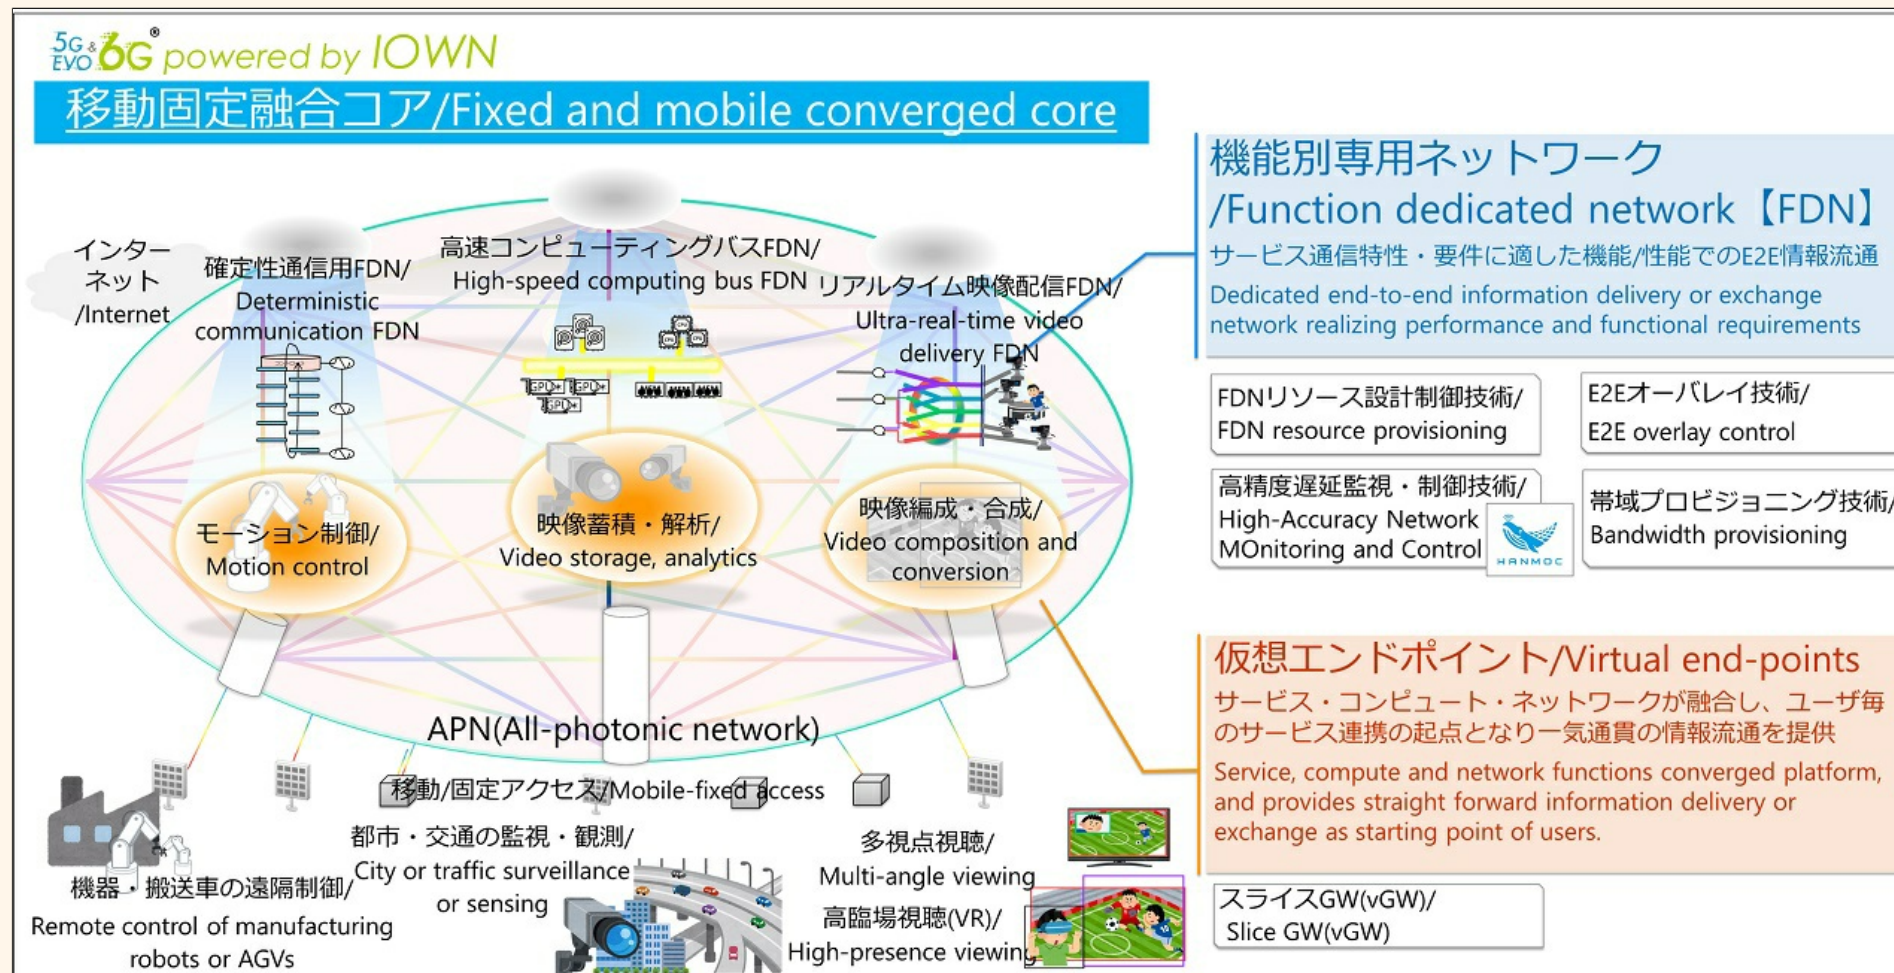 5G EVO & 6G® powered by IOWN
移動固定融合コア/Fixed and mobile converged core
インター
ネット
/Internet
確定性通信用FDN/
Deterministic
communication FDN
高速コンピューティングバスFDN/
High-speed computing bus FDN
リアルタイム映像配信FDN/
Ultra-real-time video
delivery FDN
モーション制御/
Motion control
映像蓄積・解析/
Video storage, analytics
映像編成・合成/
Video composition and
conversion
APN(All-photonic network)
移動/固定アクセス/Mobile-fixed access
機器・搬送車の遠隔制御/
Remote control of manufacturing
robots or AGVs
都市・交通の監視・観測/
City or traffic surveillance
or sensing
多視点視聴/
Multi-angle viewing
高臨場視聴(VR)/
High-presence viewing
機能別専用ネットワーク
/Function dedicated network【FDN】
サービス通信特性・要件に適した機能/性能でのE2E情報流通
Dedicated end-to-end information delivery or exchange
network realizing performance and functional requirements
FDNリソース設計制御技術/
FDN resource provisioning
E2Eオーバレイ技術/
E2E overlay control
高精度遅延監視・制御技術/
High-Accuracy Network
MOnitoring and Control
HANMOC
帯域プロビジョニング技術/
Bandwidth provisioning
仮想エンドポイント/Virtual end-points
サービス・コンピュート・ネットワークが融合し、ユーザ毎
のサービス連携の起点となり一気通貫の情報流通を提供
Service, compute and network functions converged platform,
and provides straight forward information delivery or
exchange as starting point of users.
スライスGW(vGW)/
Slice GW(vGW)